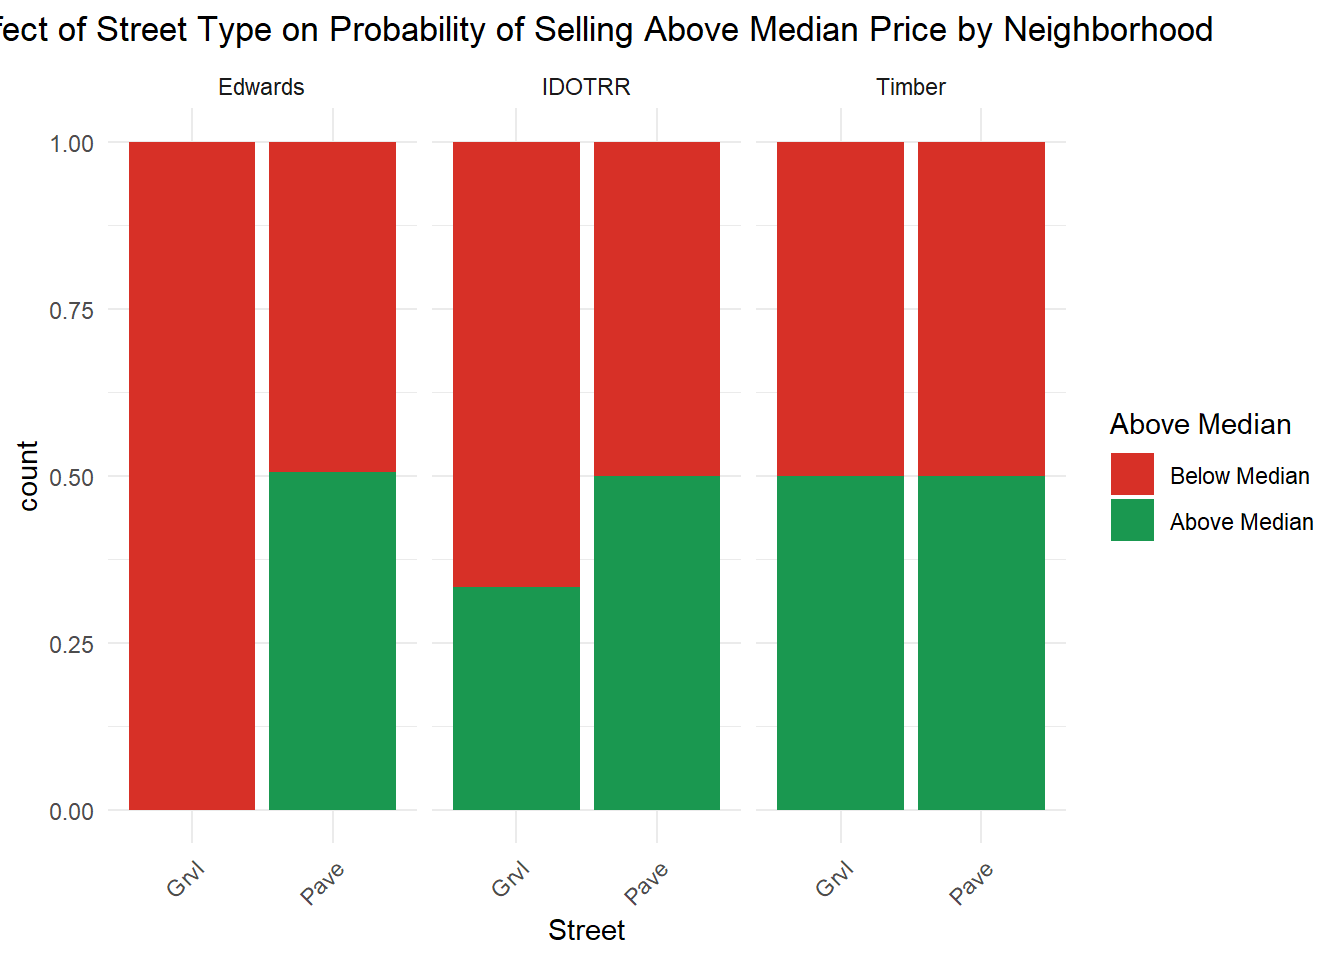 fect of Street Type on Probability of Selling Above Median Price by Neighborhood
Edwards
IDOTRR
Timber
1.00
0.75
0.50
0.25
0.00
count
Grvl
Pave
Grvl
Pave
Grvl
Pave
Street
Above Median
Below Median
Above Median